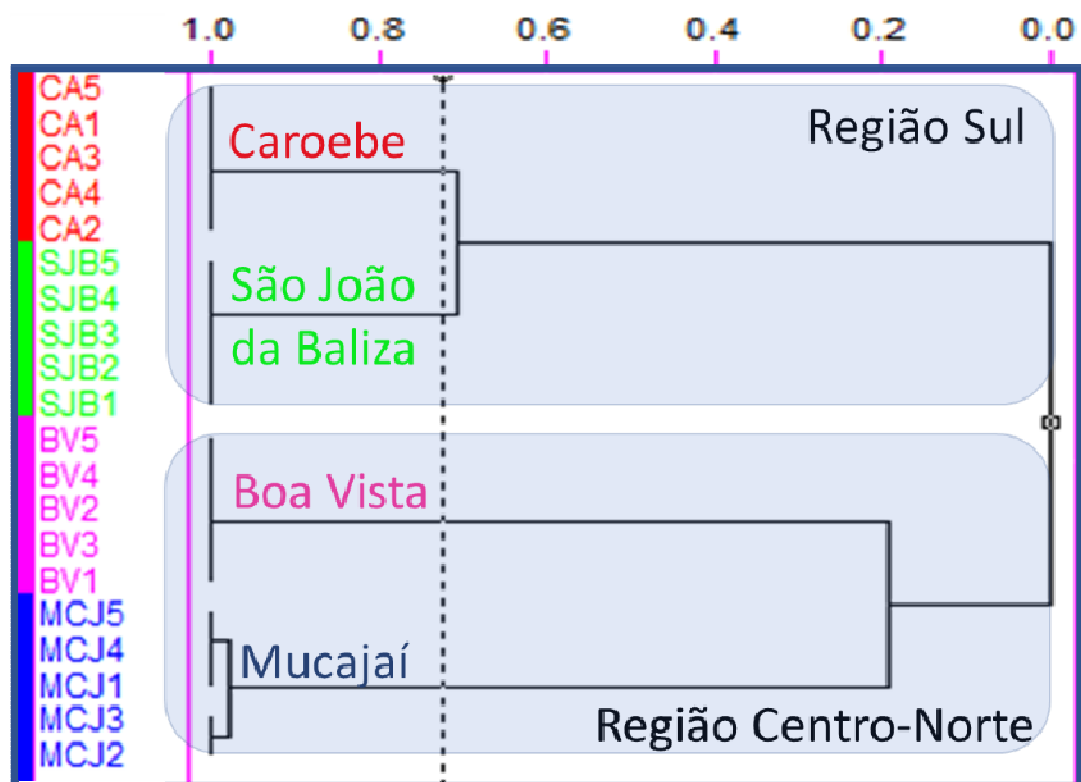 1.0 0.8 0.6 0.4 0.2 0.0
CA5
CA1
CA3
CA4
CA2
SJB5
SJB4
SJB3
SJB2
SJB1
BV5
BV4
BV2
BV3
BV1
MCJ5
MCJ4
MCJ1
MCJ3
MCJ2
Região Sul
Caroebe
São João
da Baliza
Boa Vista
Mucajaí
Região Centro-Norte